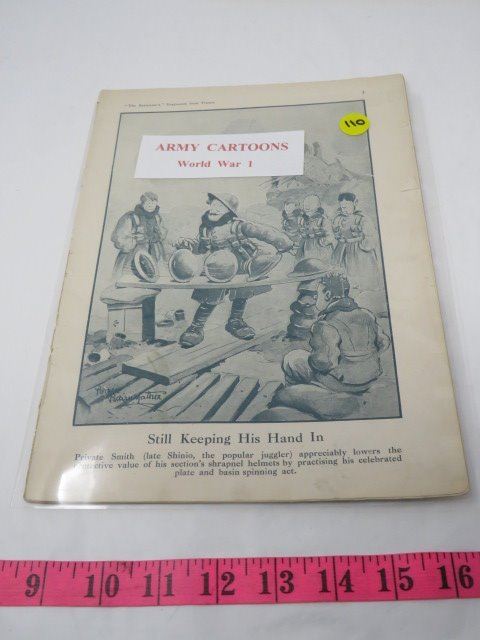 "The Bystander's" Fragments from France
110
ARMY CARTOONS
World War 1
Bruce
Bairnsfather
Still Keeping His Hand In
Private Smith (late Shinio, the popular juggler) appreciably lowers the
protective value of his section's shrapnel helmets by practising his celebrated
plate and basin spinning act.
9 10 11 12 13 14 15 16